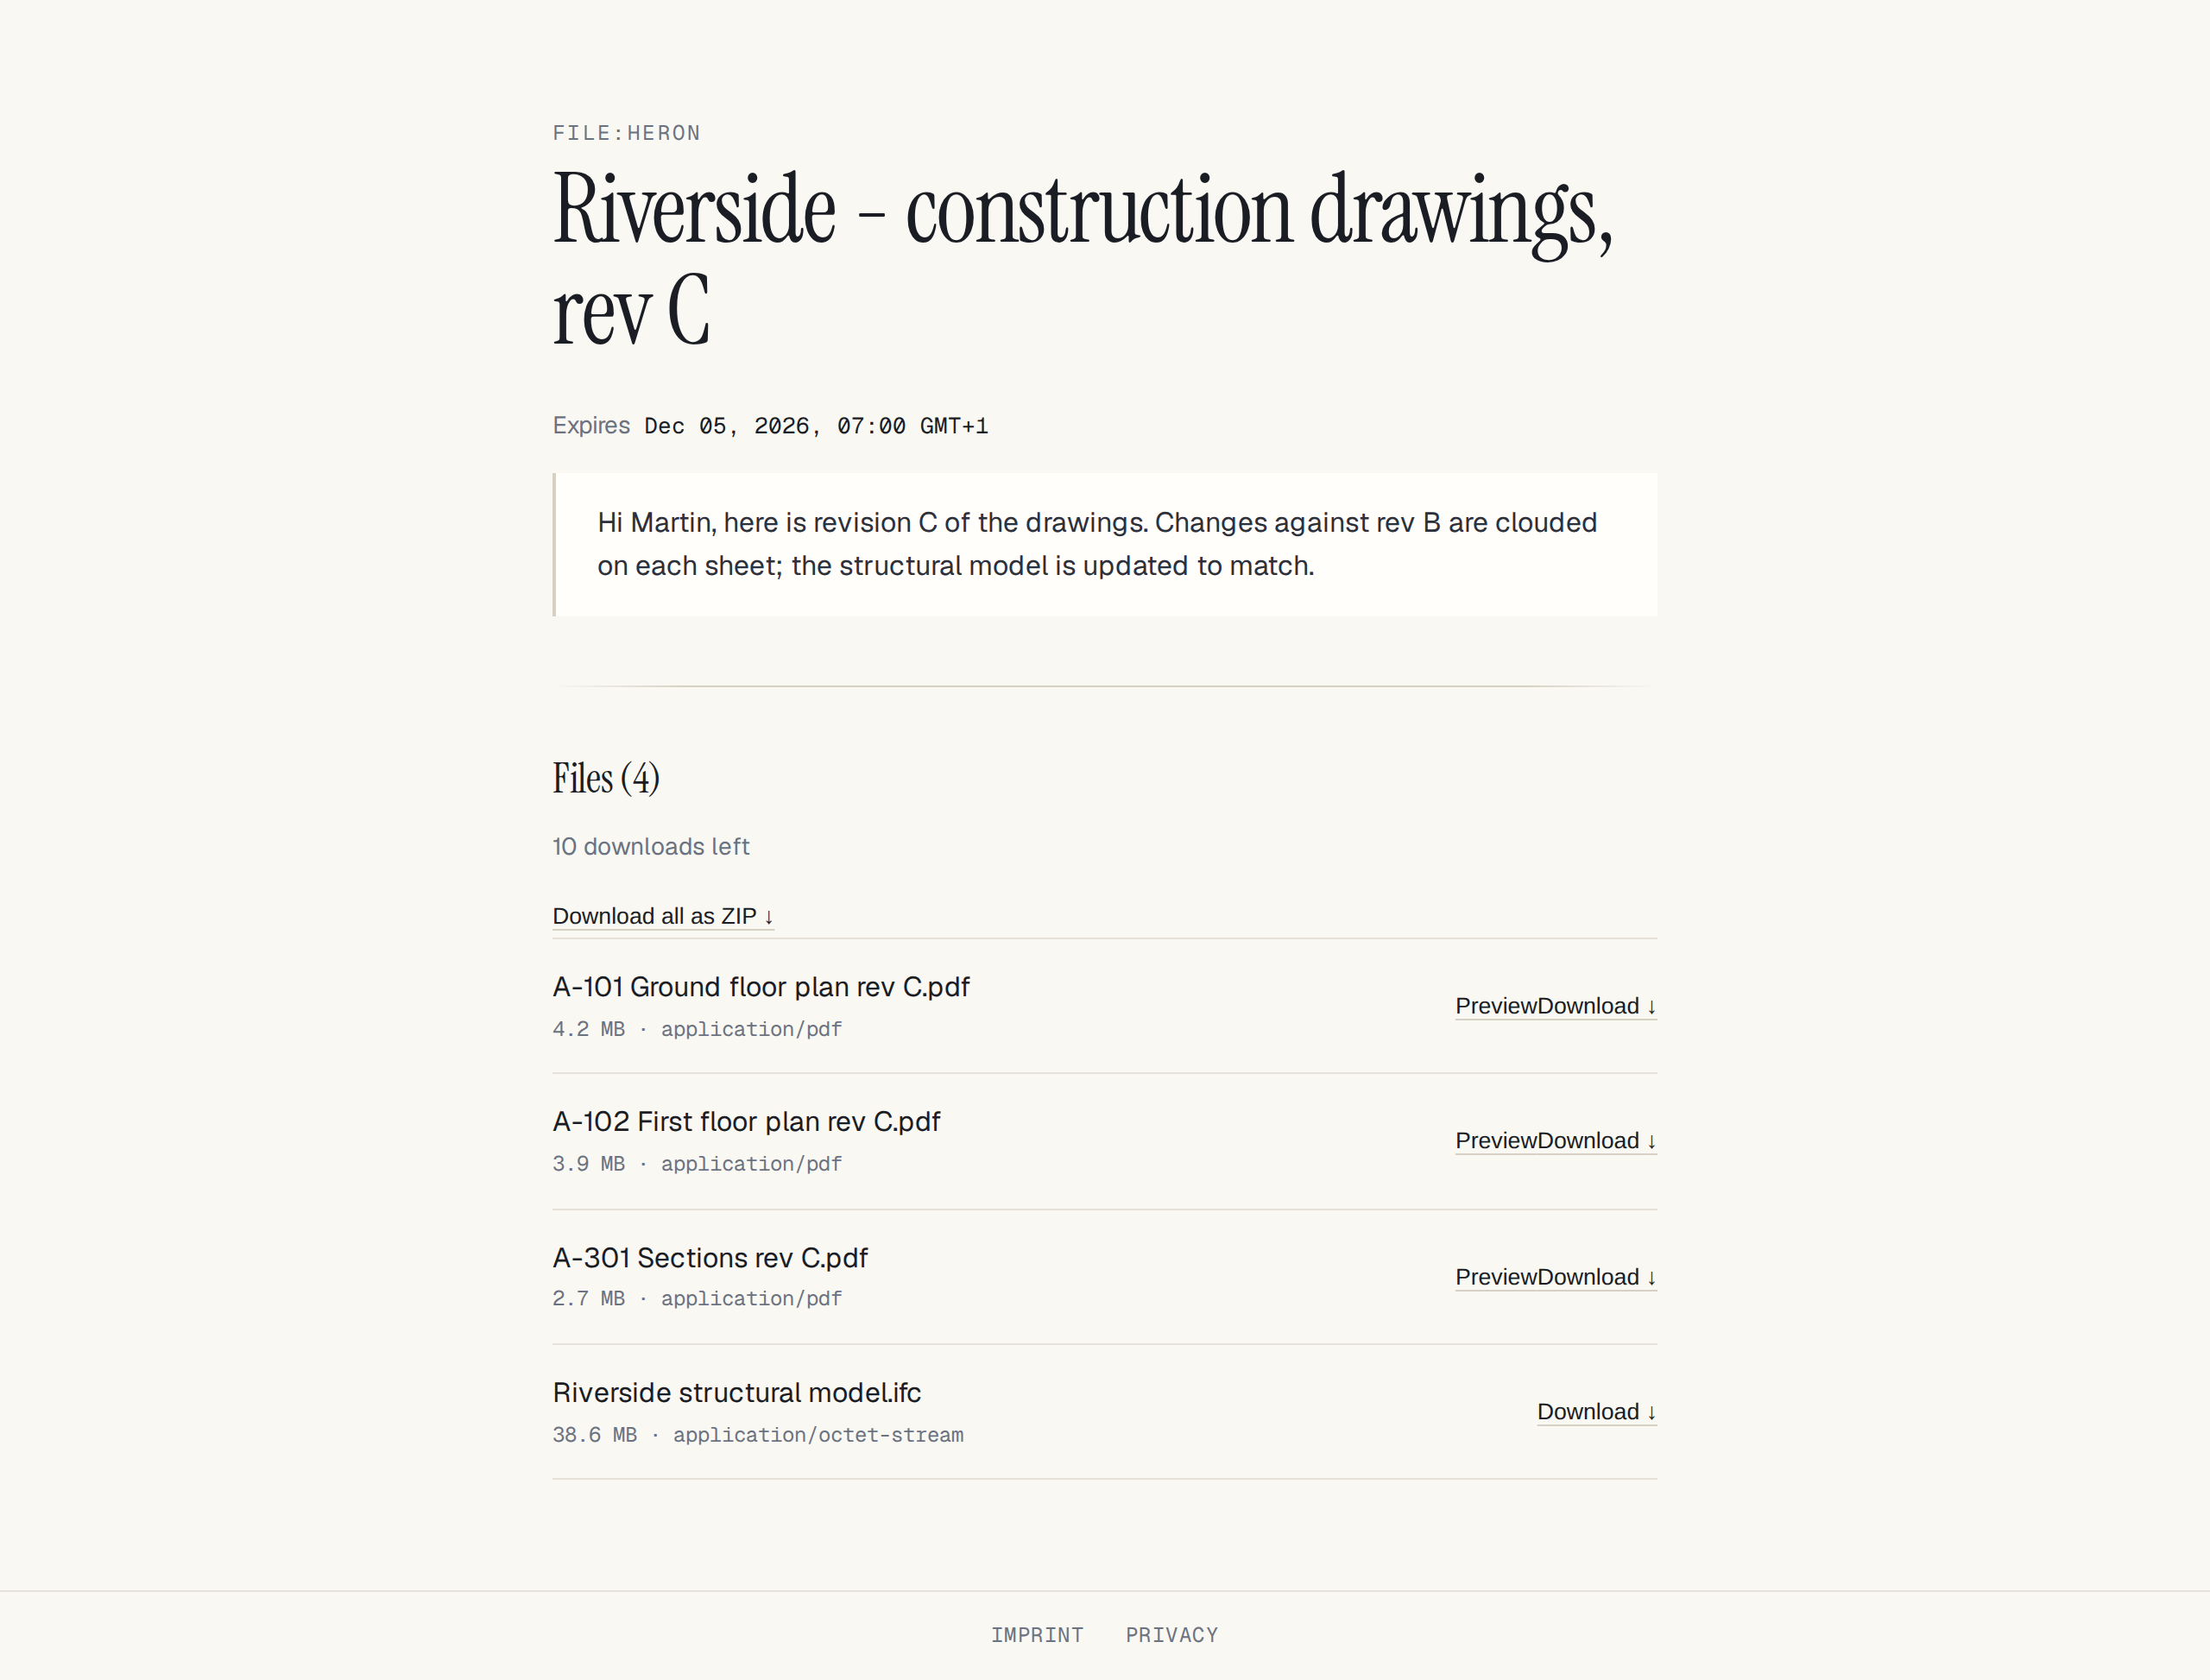 FILE:HERON
Riverside – construction drawings,
rev C
Expires Dec 05, 2026, 07:00 GMT+1
Hi Martin, here is revision C of the drawings. Changes against rev B are clouded
on each sheet; the structural model is updated to match.
Files (4)
10 downloads left
Download all as ZIP ↓
A-101 Ground floor plan rev C.pdf
4.2 MB · application/pdf
PreviewDownload ↓
A-102 First floor plan rev C.pdf
3.9 MB · application/pdf
PreviewDownload ↓
A-301 Sections rev C.pdf
2.7 MB · application/pdf
PreviewDownload ↓
Riverside structural model.ifc
38.6 MB · application/octet-stream
Download ↓
IMPRINT PRIVACY